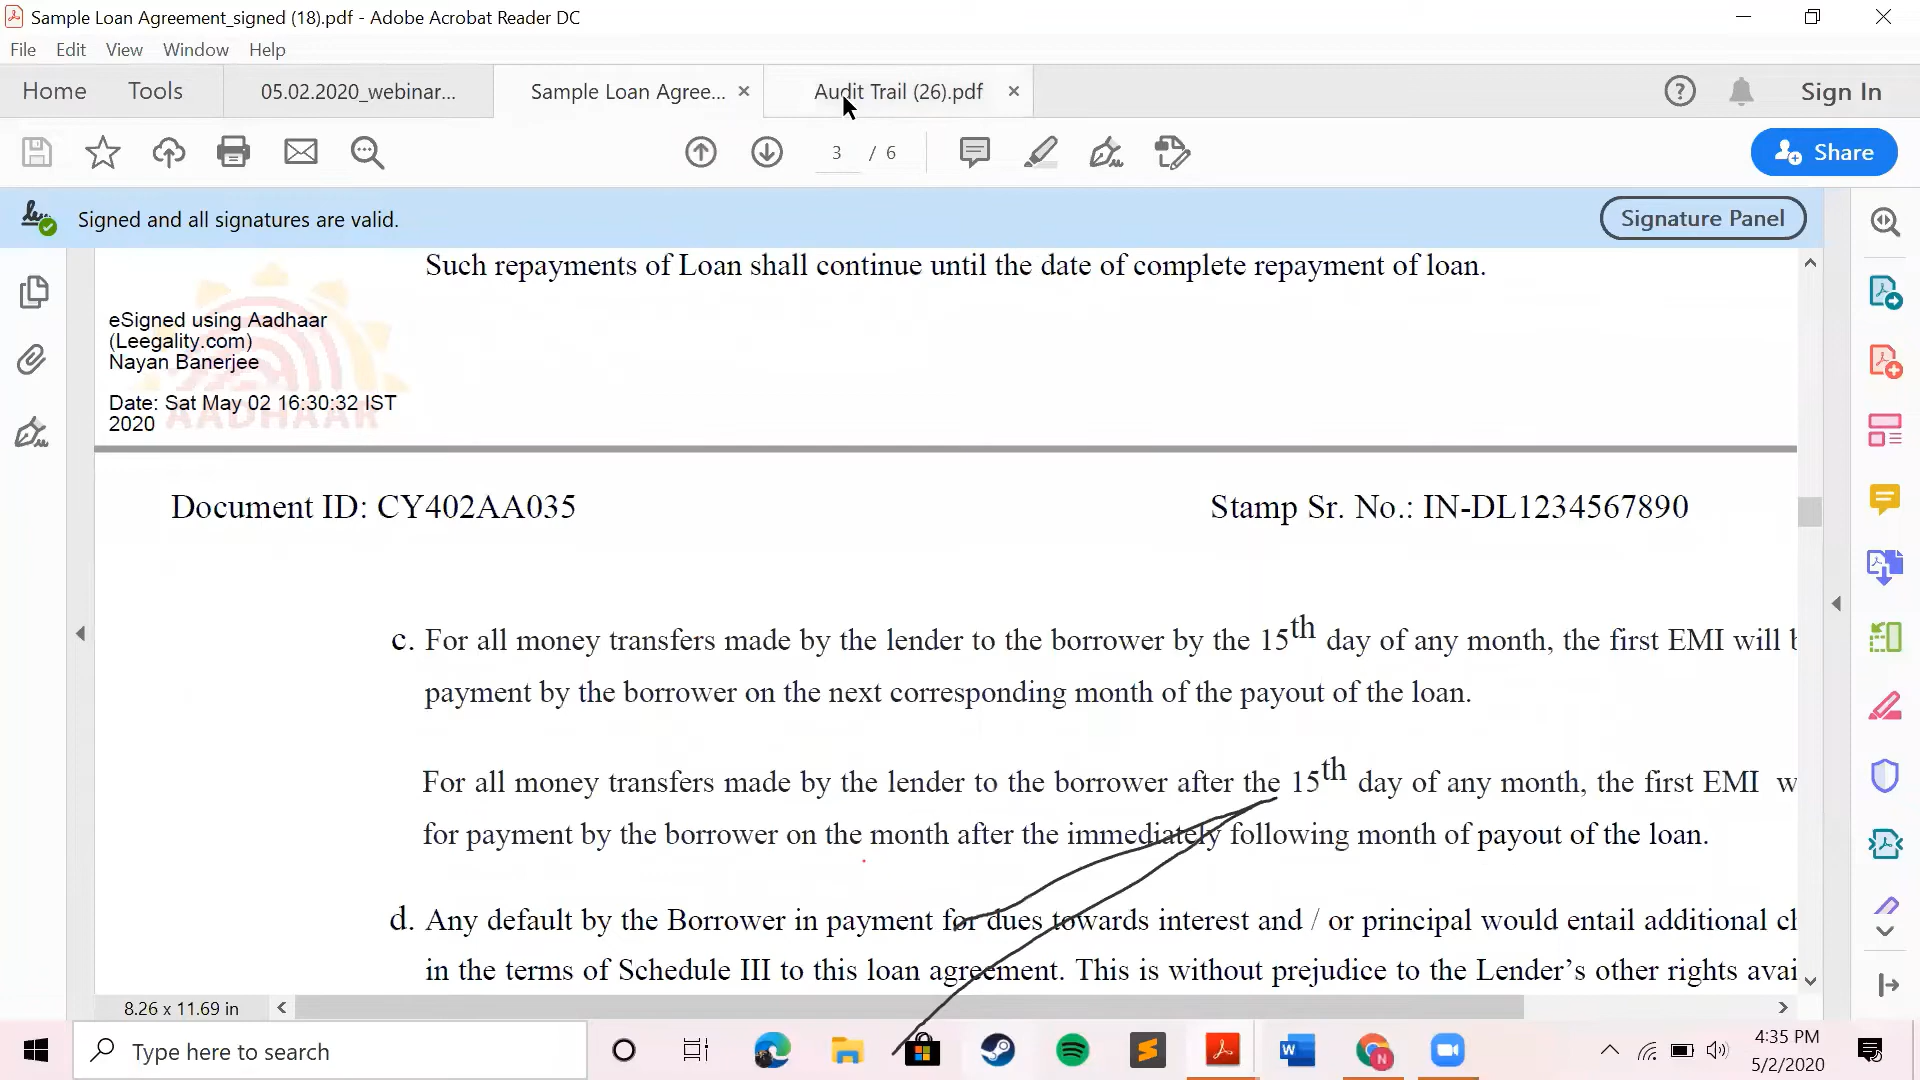 Sample Loan Agreement_signed (18).pdf - Adobe Acrobat Reader DC
File Edit View Window Help
Home Tools 05.02.2020_webinar... Sample Loan Agree... × Audit Trail (26).pdf × Sign In
3 / 6 Share
Signed and all signatures are valid. Signature Panel
Such repayments of Loan shall continue until the date of complete repayment of loan.
eSigned using Aadhaar
(Leegality.com)
Nayan Banerjee
Date: Sat May 02 16:30:32 IST
2020
AADHAAR
Document ID: CY402AA035 Stamp Sr. No.: IN-DL1234567890
c. For all money transfers made by the lender to the borrower by the 15th day of any month, the first EMI will
payment by the borrower on the next corresponding month of the payout of the loan.
For all money transfers made by the lender to the borrower after the 15th day of any month, the first EMI w
for payment by the borrower on the month after the immediately following month of payout of the loan.
d. Any default by the Borrower in payment for dues towards interest and / or principal would entail additional
in the terms of Schedule III to this loan agreement. This is without prejudice to the Lender's other rights avai
8.26 x 11.69 in
Type here to search
4:35 PM
5/2/2020